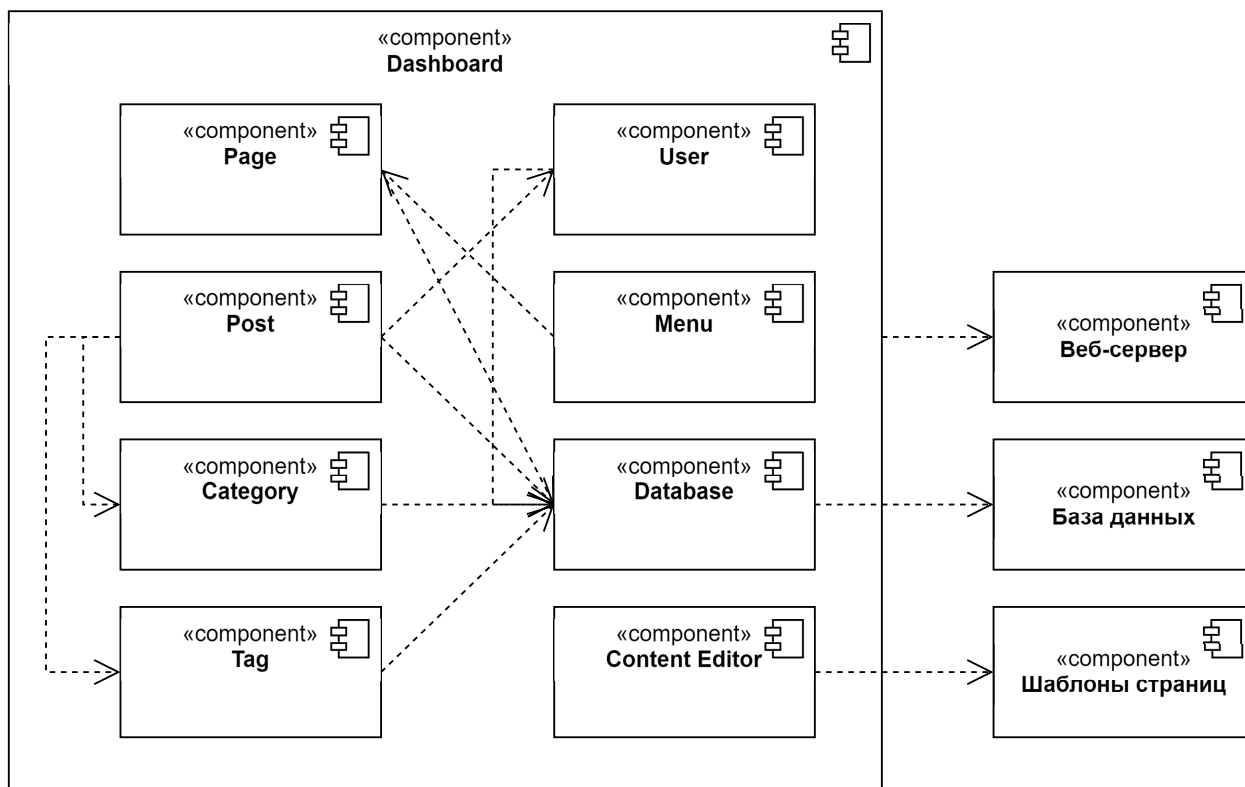 «component»
Dashboard
«component»
Page
«component»
User
«component»
Post
«component»
Menu
«component»
Веб-сервер
«component»
Category
«component»
Database
«component»
База данных
«component»
Tag
«component»
Content Editor
«component»
Шаблоны страниц